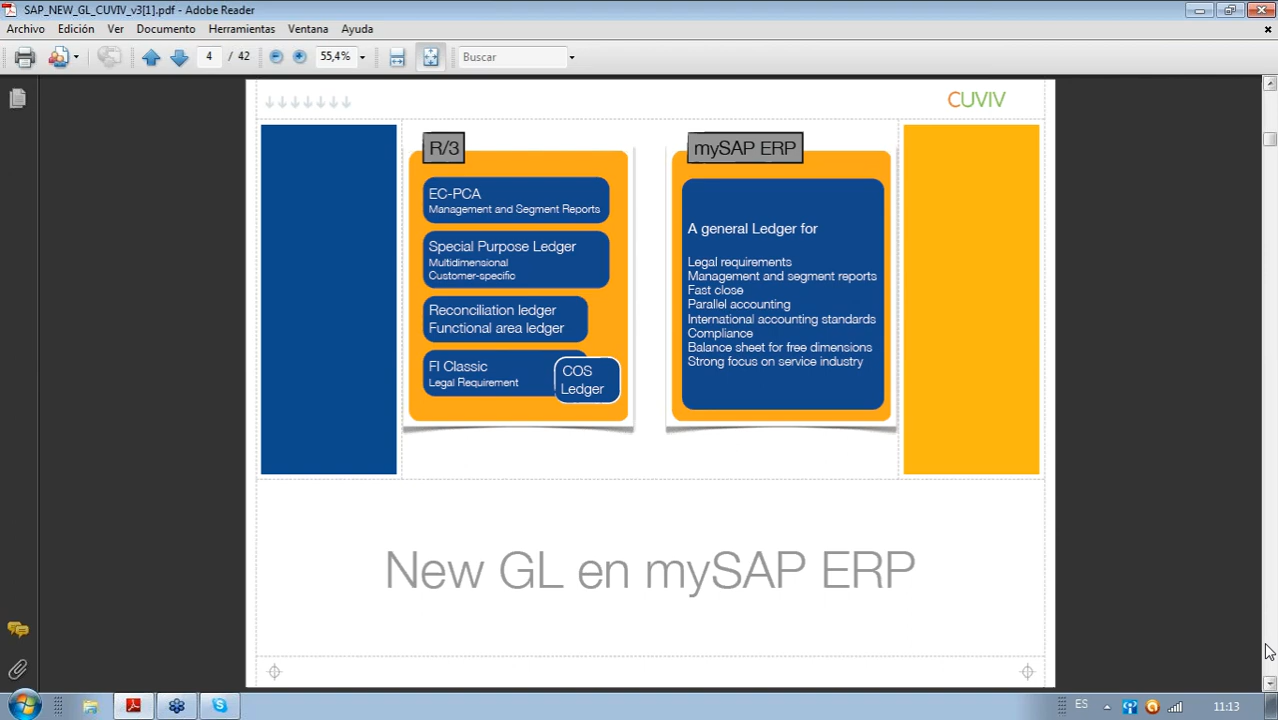 SAP_NEW_GL_CUVIV_v3[1].pdf - Adobe Reader
Archivo Edición Ver Documento Herramientas Ventana Ayuda
4 / 42 55,4% Buscar
CUVIV
R/3
EC-PCA
Management and Segment Reports
Special Purpose Ledger
Multidimensional
Customer-specific
Reconciliation ledger
Functional area ledger
FI Classic
Legal Requirement
COS
Ledger
mySAP ERP
A general Ledger for
Legal requirements
Management and segment reports
Fast close
Parallel accounting
International accounting standards
Compliance
Balance sheet for free dimensions
Strong focus on service industry
New GL en mySAP ERP
ES 11:13